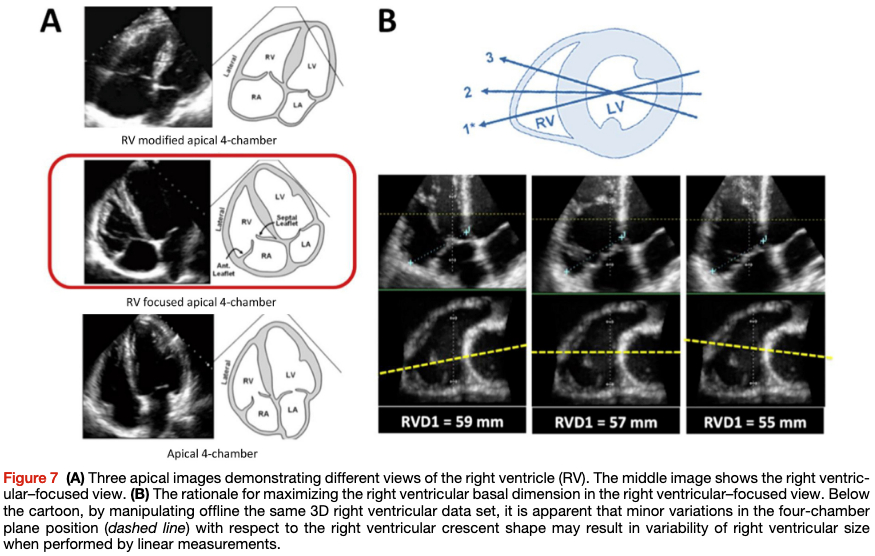 A
Lateral
RV
LV
RA
LA
RV modified apical 4-chamber
Lateral
LV
RV
Septal
Leaflet
LA
RA
Ant.
Leaflet
RV focused apical 4-chamber
Lateral
RV
LV
RA
LA
Apical 4-chamber
B
3
2
1*
RV
LV
RVD1 = 59 mm
RVD1 = 57 mm
RVD1 = 55 mm
Figure 7 (A) Three apical images demonstrating different views of the right ventricle (RV). The middle image shows the right ventric-
ular–focused view. (B) The rationale for maximizing the right ventricular basal dimension in the right ventricular–focused view. Below
the cartoon, by manipulating offline the same 3D right ventricular data set, it is apparent that minor variations in the four-chamber
plane position (dashed line) with respect to the right ventricular crescent shape may result in variability of right ventricular size
when performed by linear measurements.